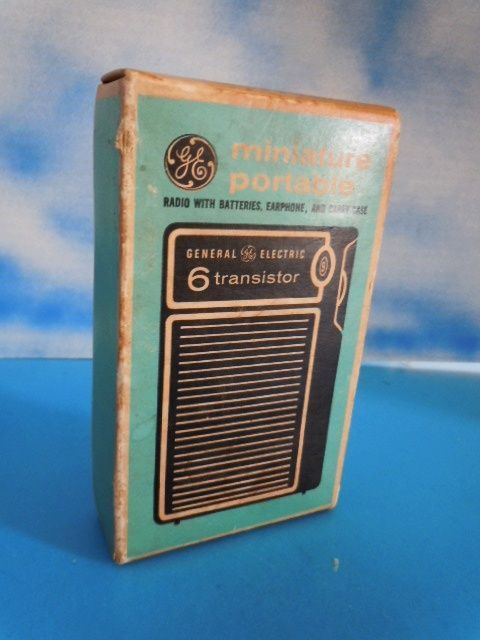 GE
miniature
portable
RADIO WITH BATTERIES, EARPHONE, AND CARRY CASE
GENERAL GE ELECTRIC
6 transistor